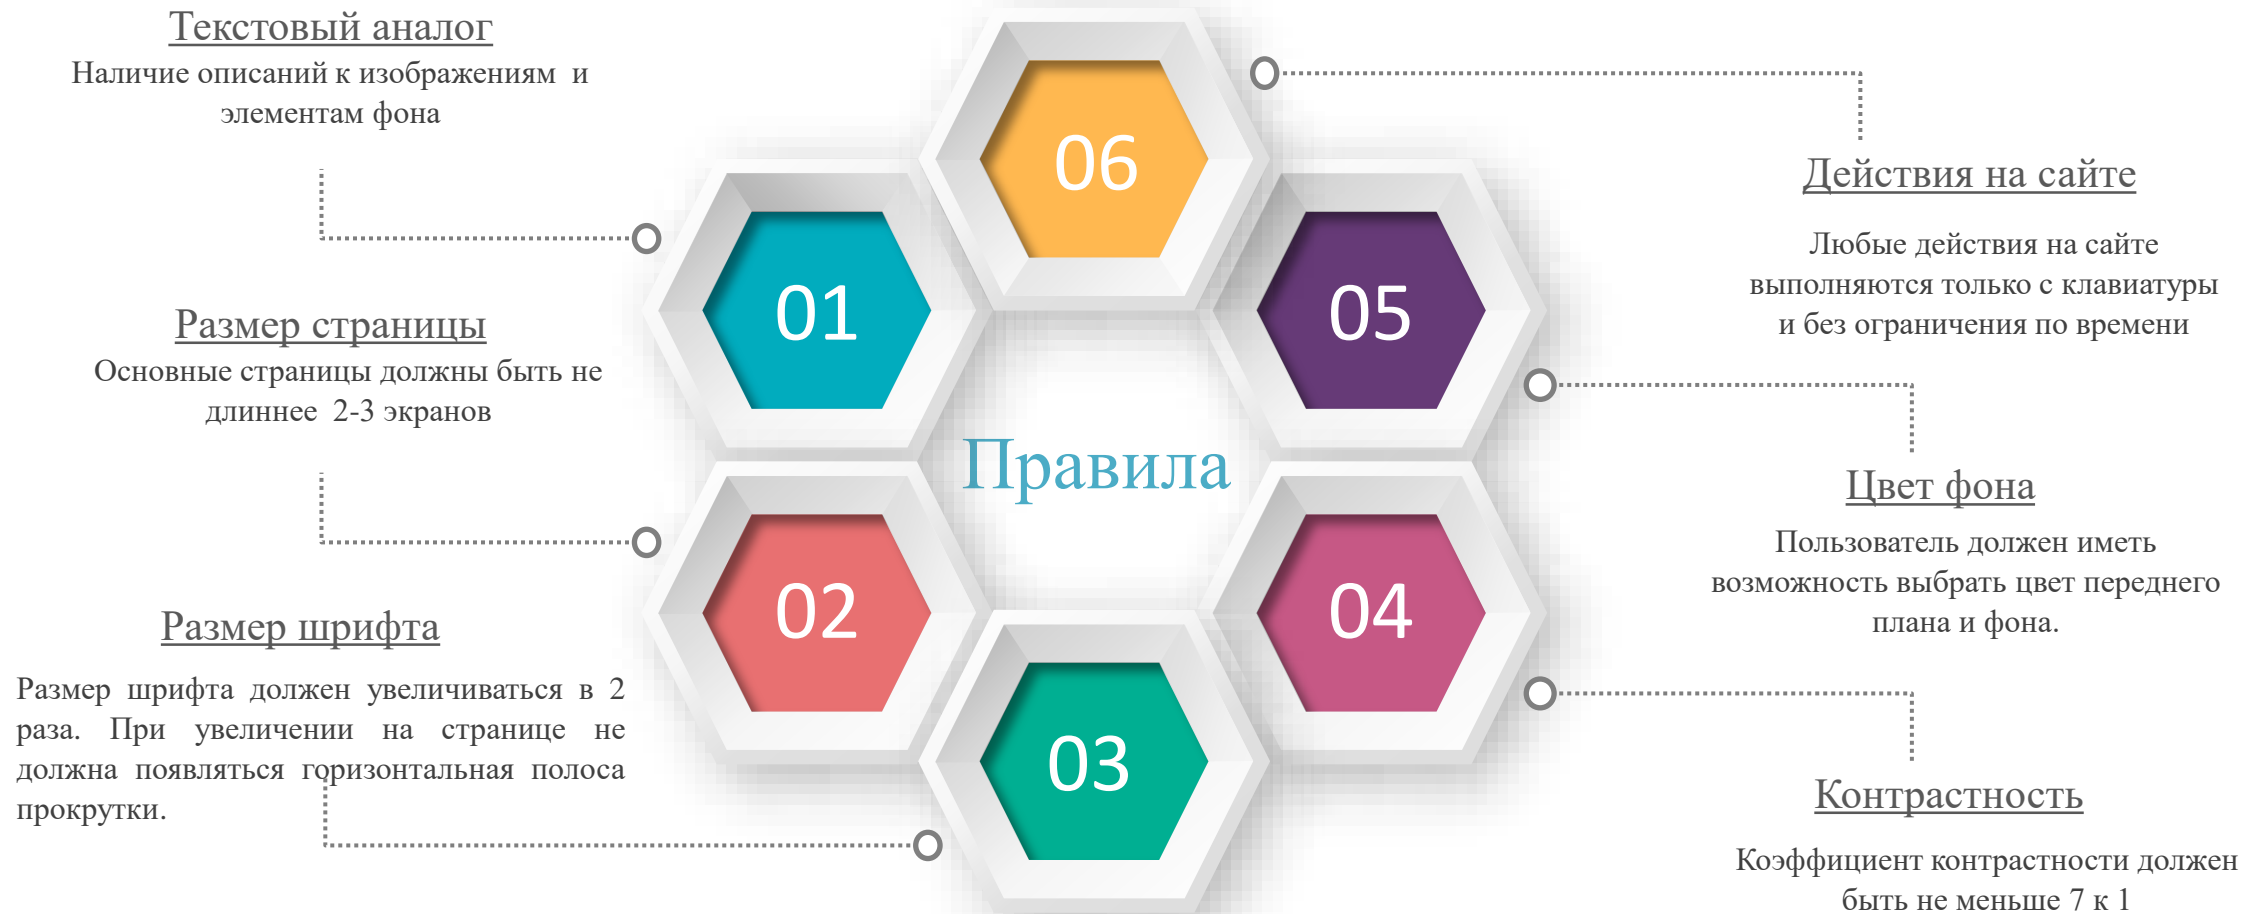 Текстовый аналог
Наличие описаний к изображениям и
элементам фона
Размер страницы
Основные страницы должны быть не
длиннее 2-3 экранов
Размер шрифта
Размер шрифта должен увеличиваться в 2
раза. При увеличении на странице не
должна появляться горизонтальная полоса
прокрутки.
06
01
05
Правила
02
04
03
Действия на сайте
Любые действия на сайте
выполняются только с клавиатуры
и без ограничения по времени
Цвет фона
Пользователь должен иметь
возможность выбрать цвет переднего
плана и фона.
Контрастность
Коэффициент контрастности должен
быть не меньше 7 к 1